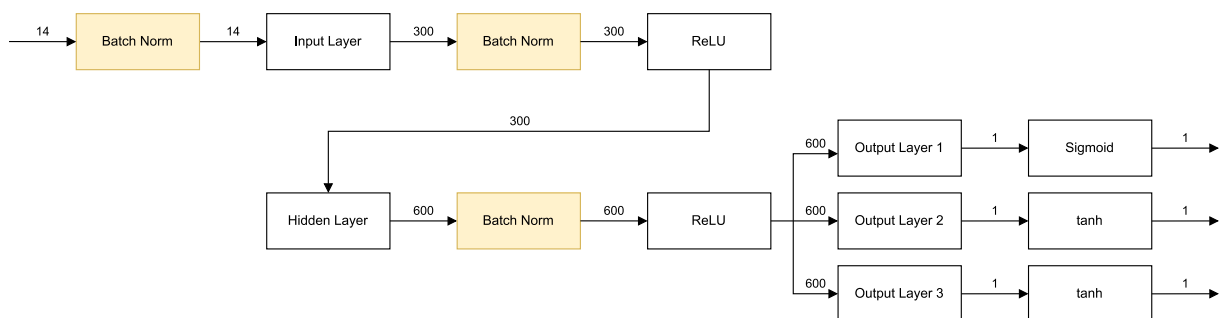 14
Batch Norm
14
Input Layer
300
Batch Norm
300
ReLU
300
Hidden Layer
600
Batch Norm
600
ReLU
600
Output Layer 1
1
Sigmoid
1
600
Output Layer 2
1
tanh
1
600
Output Layer 3
1
tanh
1